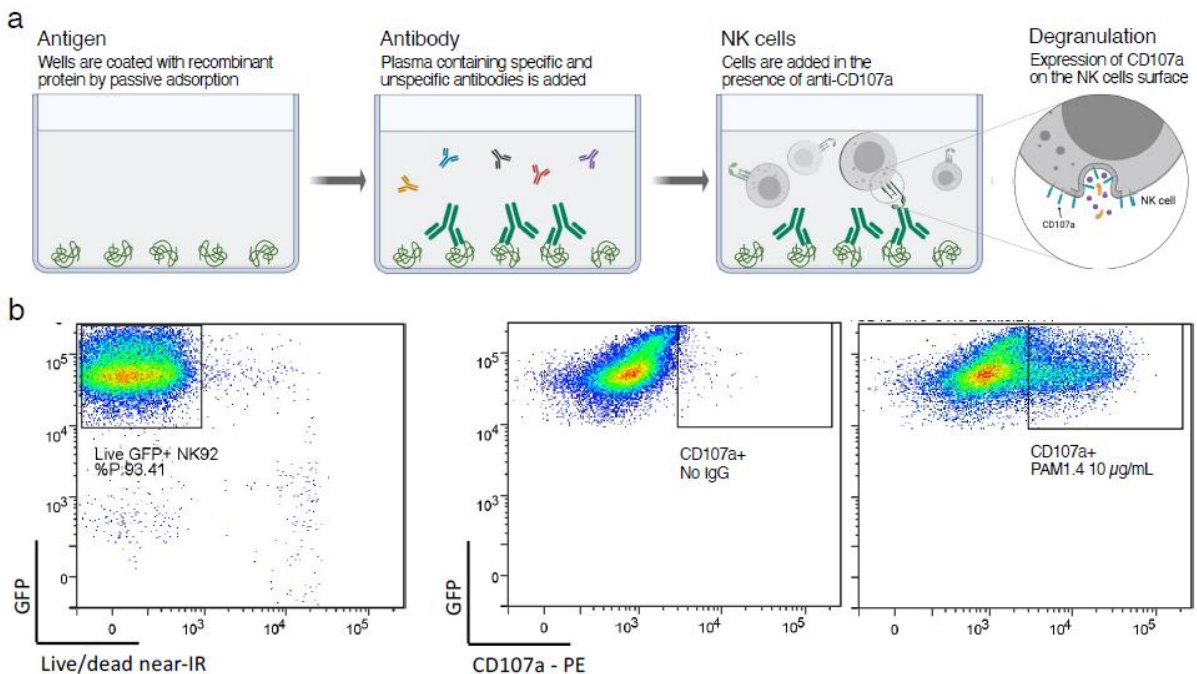 a
Antigen
Wells are coated with recombinant
protein by passive adsorption
Antibody
Plasma containing specific and
unspecific antibodies is added
NK cells
Cells are added in the
presence of anti-CD107a
Degranulation
Expression of CD107a
on the NK cells surface
CD107a
NK cell
b
10⁵
10⁴
10³
0
Live GFP+ NK92
%P:93.41
GFP
0
10³
10⁴
10⁵
Live/dead near-IR
10⁵
10⁴
10³
0
CD107a+
No IgG
GFP
0
10³
10⁴
10⁵
CD107a - PE
CD107a+
PAM1.4 10 µg/mL
0
10³
10⁴
10⁵